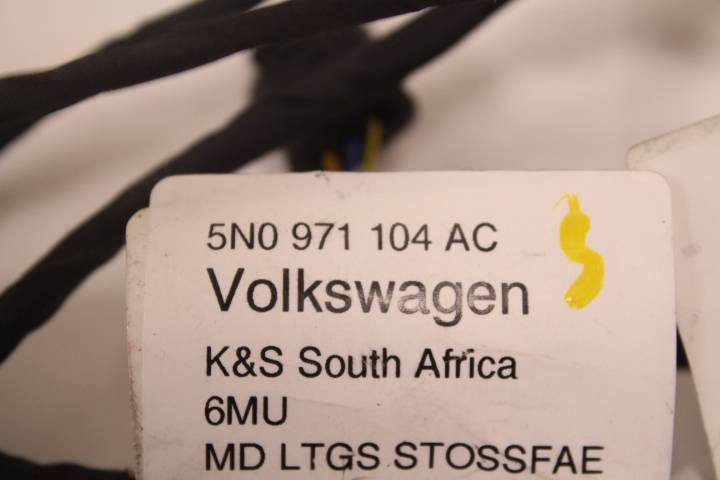 5N0 971 104 AC
Volkswagen
K&S South Africa
6MU
MD LTGS STOSSFAE